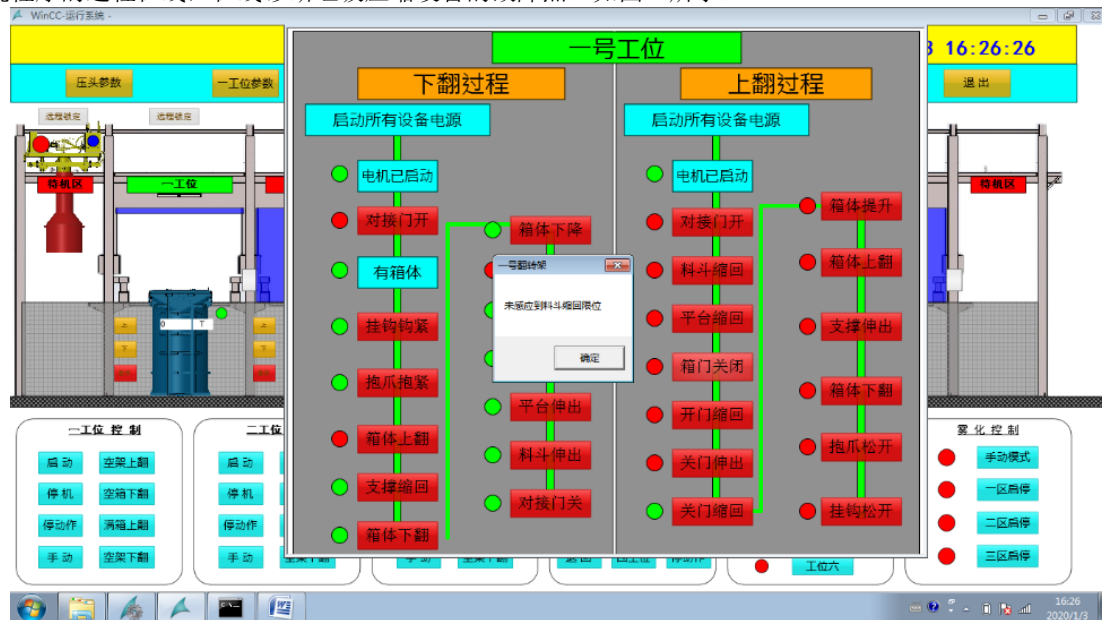 WinCC-运行系统 -
一号工位
3 16:26:26
压头参数
一工位参数
下翻过程
上翻过程
退出
远程锁定
远程锁定
启动所有设备电源
启动所有设备电源
待机区
一工位
待机区
电机已启动
对接门开
有箱体
挂钩钩紧
抱爪抱紧
箱体上翻
支撑缩回
箱体下翻
箱体下降
平台伸出
料斗伸出
对接门关
一号翻转架
未感应到料斗缩回限位
确定
电机已启动
对接门开
料斗缩回
平台缩回
箱门关闭
开门缩回
关门伸出
关门缩回
箱体提升
箱体上翻
支撑伸出
箱体下翻
抱爪松开
挂钩松开
0 T
上
下
上
下
上
下
一工位 控 制
启 动 空架上翻
停 机 空箱下翻
停动作 满箱上翻
手 动 空架下翻
二工位
启 动
停 机
停动作
手 动
工位六
雾 化 控 制
手动模式
一区启停
二区启停
三区启停
16:26
2020/1/3